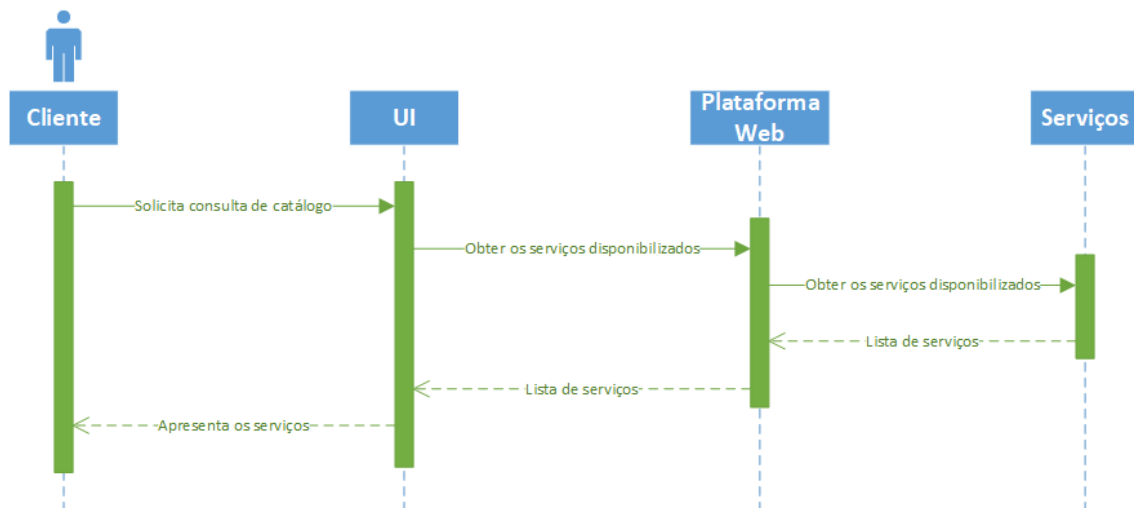 Cliente
UI
Plataforma
Web
Serviços
Solicita consulta de catálogo
Obter os serviços disponibilizados
Obter os serviços disponibilizados
Lista de serviços
Lista de serviços
Apresenta os serviços